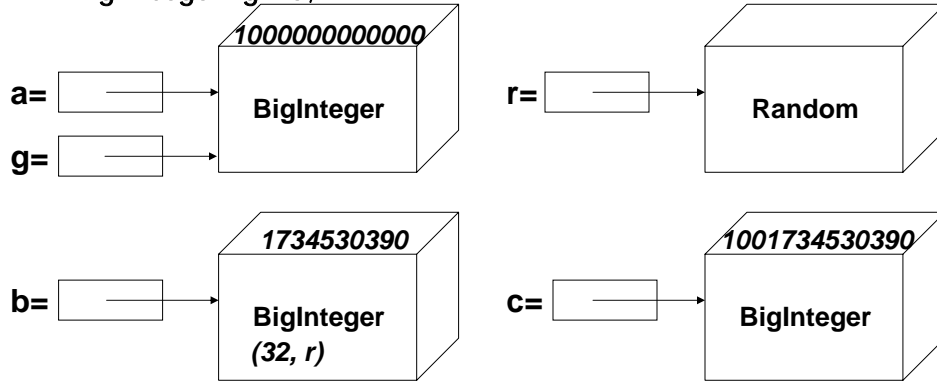 1000000000000
a=
BigInteger
r=
Random
g=
1734530390
1001734530390
b=
BigInteger
(32, r)
c=
BigInteger